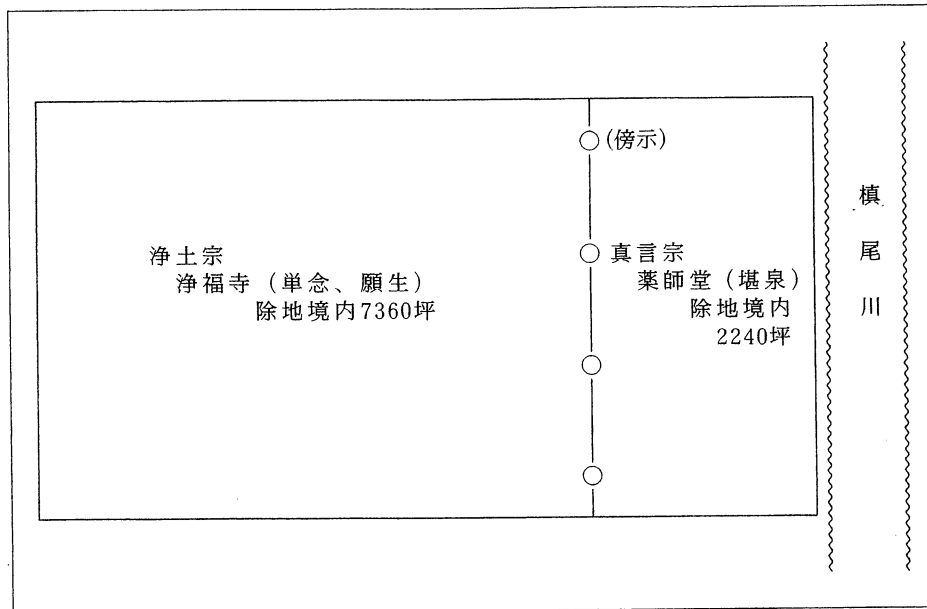 (傍示)
浄土宗
浄福寺（単念、願生）
除地境内7360坪
真言宗
薬師堂（堪泉）
除地境内
2240坪
槙尾川